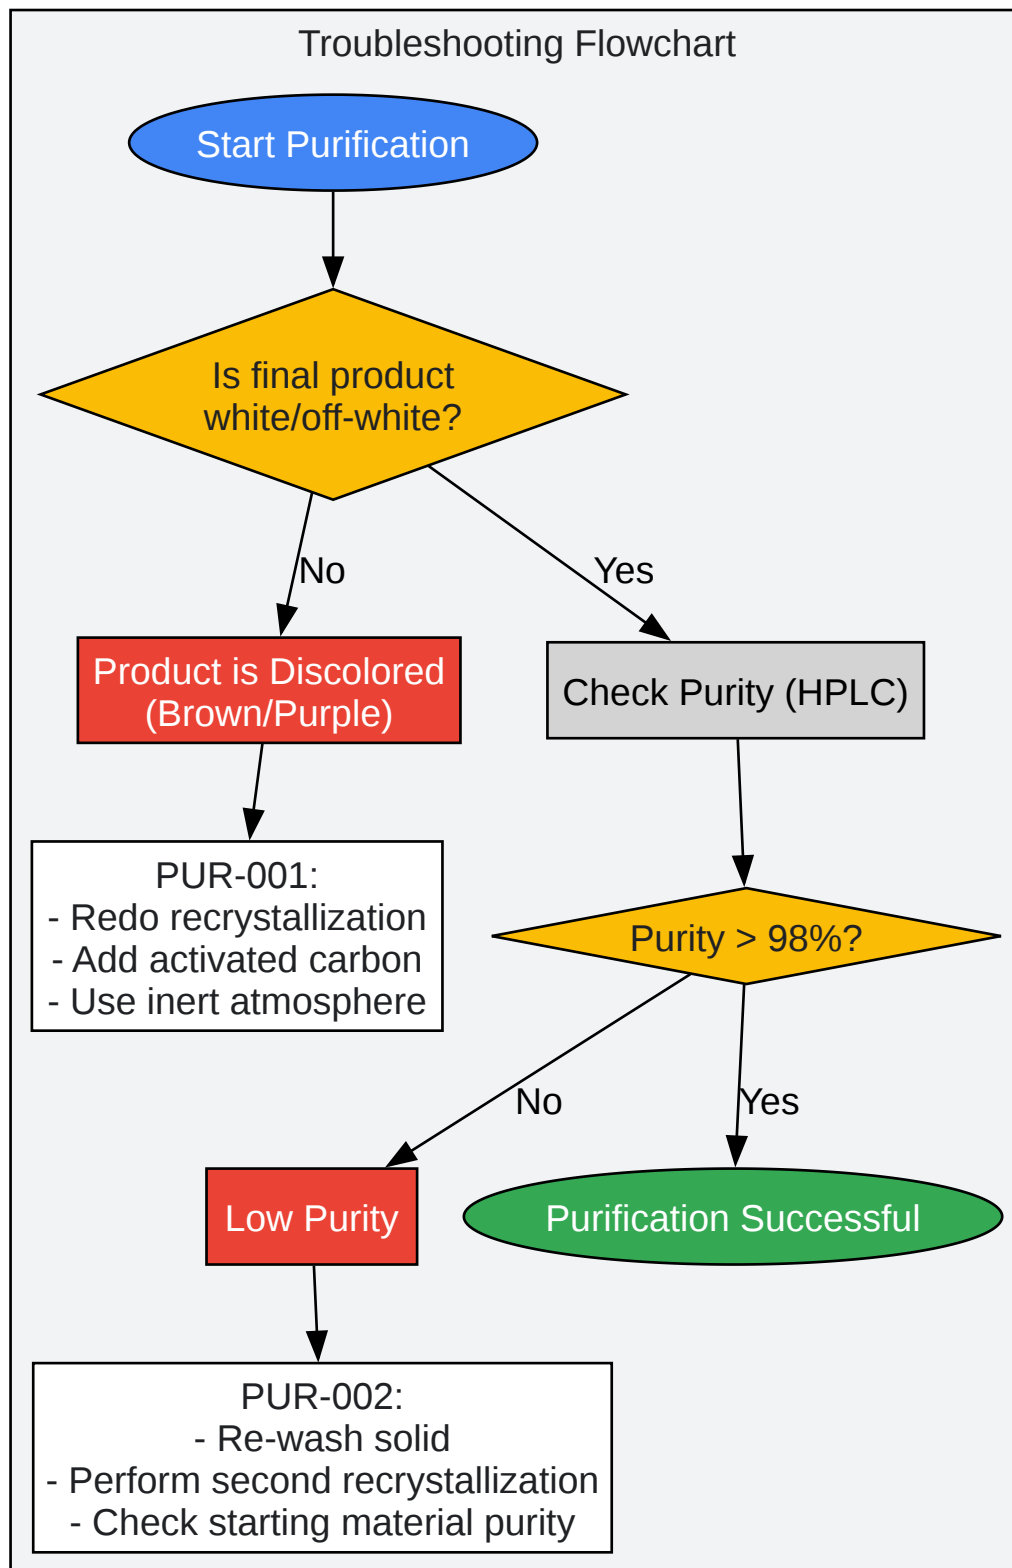 Troubleshooting Flowchart
Start Purification
Is final product
white/off-white?
No
Yes
Product is Discolored
(Brown/Purple)
Check Purity (HPLC)
PUR-001:
- Redo recrystallization
- Add activated carbon
- Use inert atmosphere
Purity > 98%?
No
Yes
Low Purity
Purification Successful
PUR-002:
- Re-wash solid
- Perform second recrystallization
- Check starting material purity